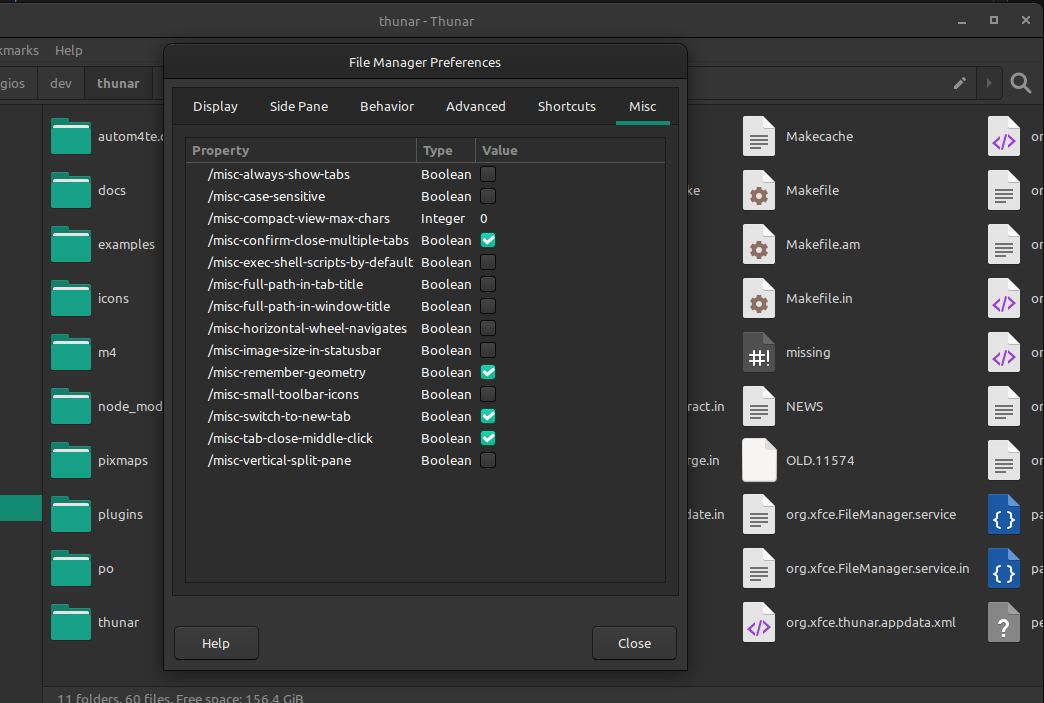 thunar - Thunar
kmarks Help
gios dev thunar
File Manager Preferences
Display Side Pane Behavior Advanced Shortcuts Misc
Property Type Value
/misc-always-show-tabs Boolean
/misc-case-sensitive Boolean
/misc-compact-view-max-chars Integer 0
/misc-confirm-close-multiple-tabs Boolean
/misc-exec-shell-scripts-by-default Boolean
/misc-full-path-in-tab-title Boolean
/misc-full-path-in-window-title Boolean
/misc-horizontal-wheel-navigates Boolean
/misc-image-size-in-statusbar Boolean
/misc-remember-geometry Boolean
/misc-small-toolbar-icons Boolean
/misc-switch-to-new-tab Boolean
/misc-tab-close-middle-click Boolean
/misc-vertical-split-pane Boolean
Help Close
autom4te.c
docs
examples
icons
m4
node_mod
pixmaps
plugins
po
thunar
ke
ract.in
rge.in
date.in
Makecache
Makefile
Makefile.am
Makefile.in
#! missing
NEWS
OLD.11574
org.xfce.FileManager.service
org.xfce.FileManager.service.in
org.xfce.thunar.appdata.xml
or
or
or
or
or
or
or
pa
pa
pe
11 folders, 60 files, Free space: 156.4 GiB